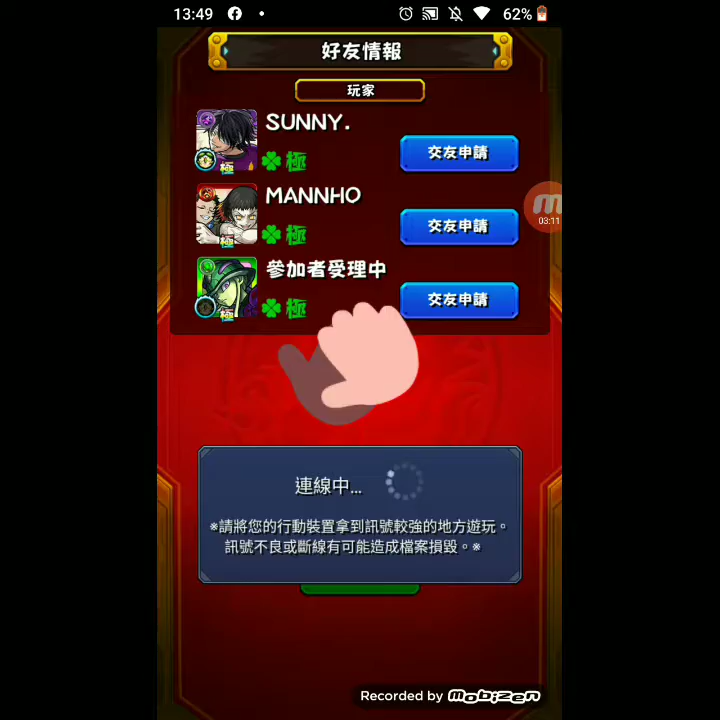 13:49
62%
好友情報
玩家
SUNNY.
極
交友申請
MANNHO
極
交友申請
03:11
參加者受理中
極
交友申請
連線中...
※請將您的行動裝置拿到訊號較強的地方遊玩。
訊號不良或斷線有可能造成檔案損毀。※
Recorded by mobizen